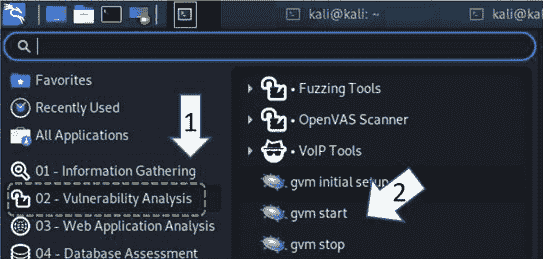 kali@kali: ~
kali@kali
Favorites
Recently Used
All Applications
1
01 - Information Gathering
02 - Vulnerability Analysis
03 - Web Application Analysis
04 - Database Assessment
• Fuzzing Tools
• OpenVAS Scanner
• VoIP Tools
gvm initial setup
2
gvm start
gvm stop